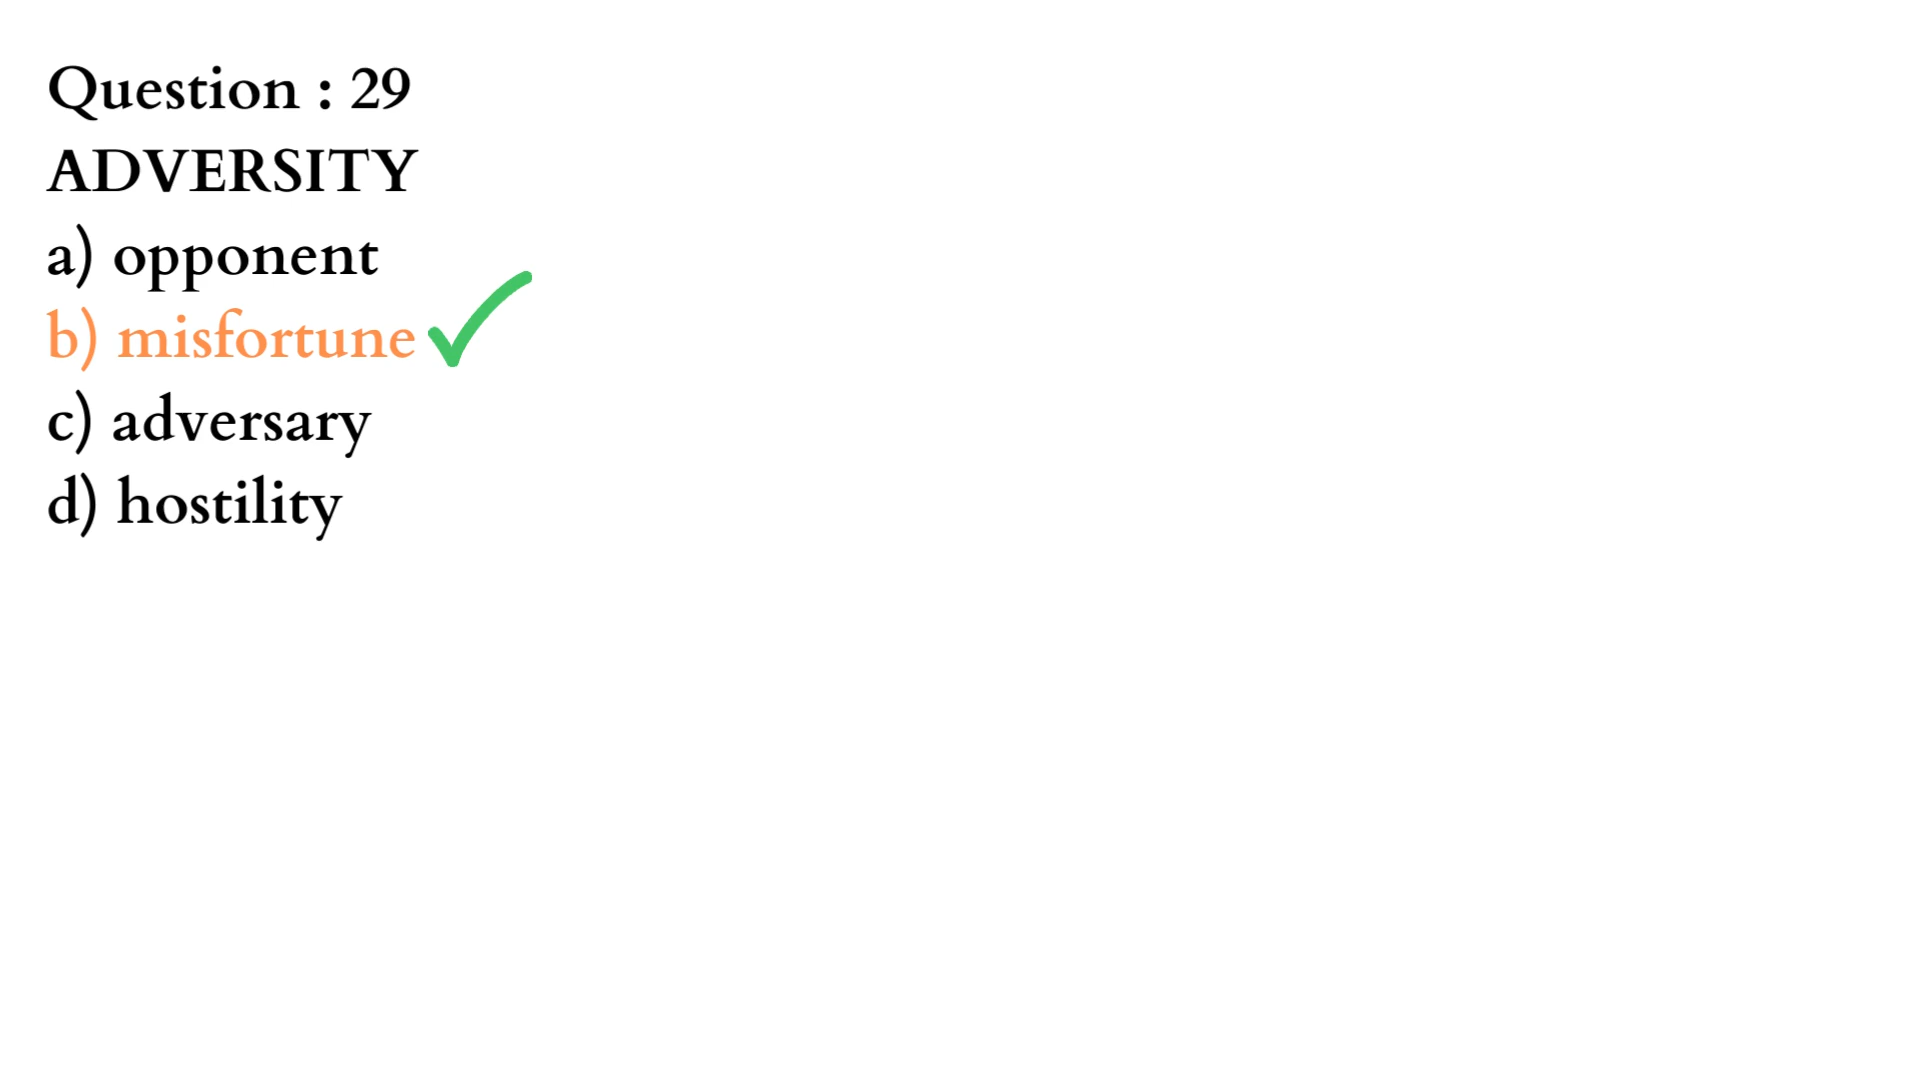 Question : 29
ADVERSITY
a) opponent
b) misfortune
c) adversary
d) hostility